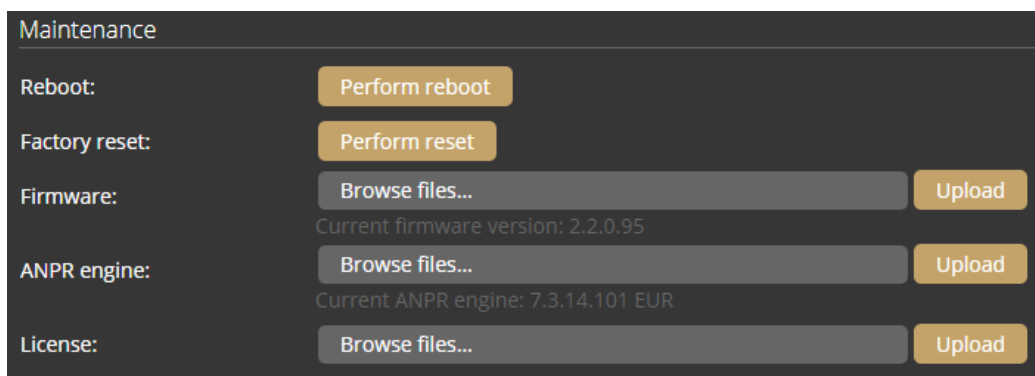 Maintenance
Reboot: Perform reboot
Factory reset: Perform reset
Firmware: Browse files... Upload
Current firmware version: 2.2.0.95
ANPR engine: Browse files... Upload
Current ANPR engine: 7.3.14.101 EUR
License: Browse files... Upload